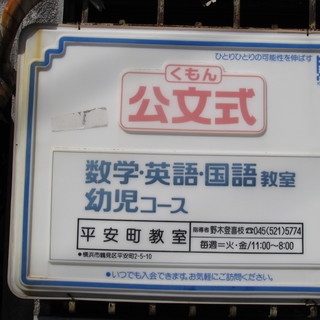 ひとりひとりの可能性を伸ばす
くもん
公文式
数学・英語・国語教室
幼児コース
平安町教室
指導者 野木登喜枝 ☎045(521)5774
毎週=火・金/11:00〜8:00
●横浜市鶴見区平安町2-5-10
●いつでも入会できます。お気軽にご訪問ください。